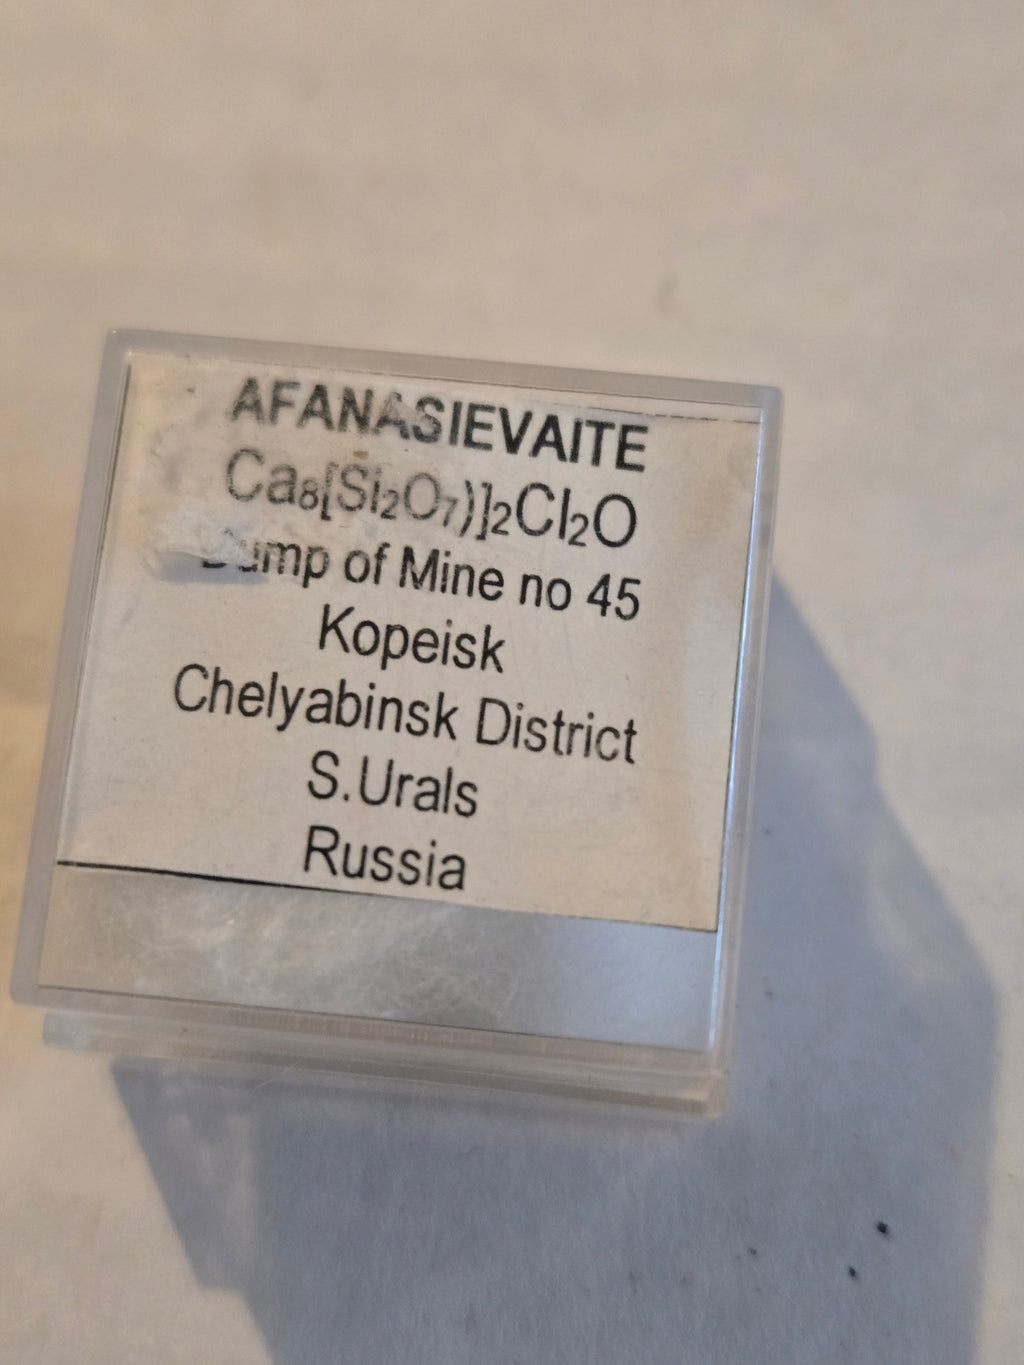 AFANASIEVAITE
Ca₈[Si₂O₇)]₂Cl₂O
Dump of Mine no 45
Kopeisk
Chelyabinsk District
S.Urals
Russia